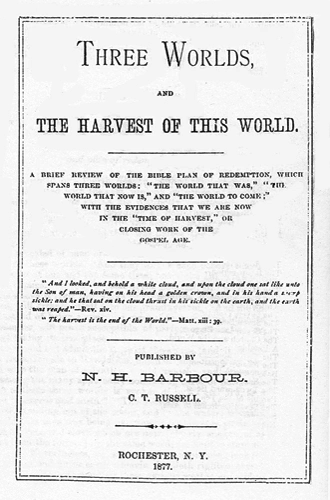 THREE WORLDS,
AND
THE HARVEST OF THIS WORLD.
A BRIEF REVIEW OF THE BIBLE PLAN OF REDEMPTION, WHICH
SPANS THREE WORLDS: "THE WORLD THAT WAS," "THE
WORLD THAT NOW IS," AND "THE WORLD TO COME;"
WITH THE EVIDENCES THAT WE ARE NOW
IN THE "TIME OF HARVEST," OR
CLOSING WORK OF THE
GOSPEL AGE.
"And I looked, and behold a white cloud, and upon the cloud one sat like unto
the Son of man, having on his head a golden crown, and in his hand a sharp
sickle; and he that sat on the cloud thrust in his sickle on the earth, and the earth
was reaped."—Rev. xiv.
"The harvest is the end of the World."—Matt. xiii: 39.
PUBLISHED BY
N. H. BARBOUR.
C. T. RUSSELL.
ROCHESTER, N. Y.
1877.